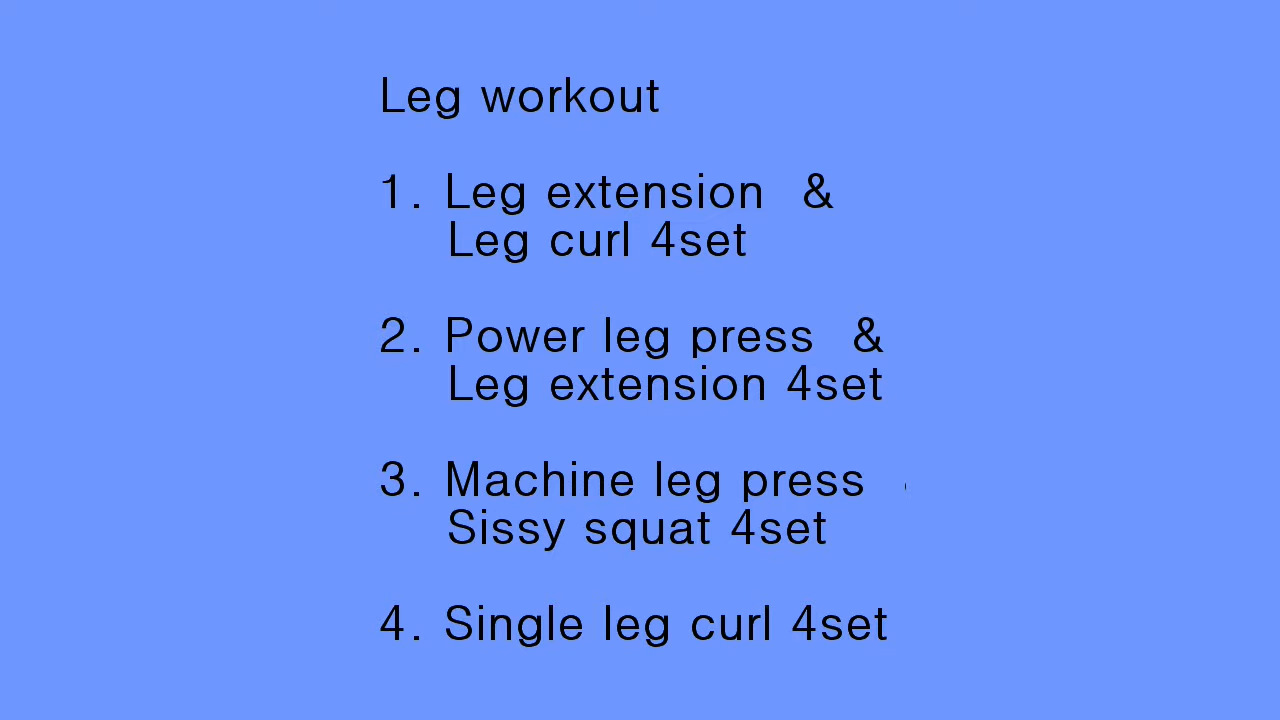 Leg workout
1. Leg extension &
Leg curl 4set
2. Power leg press &
Leg extension 4set
3. Machine leg press
Sissy squat 4set
4. Single leg curl 4set